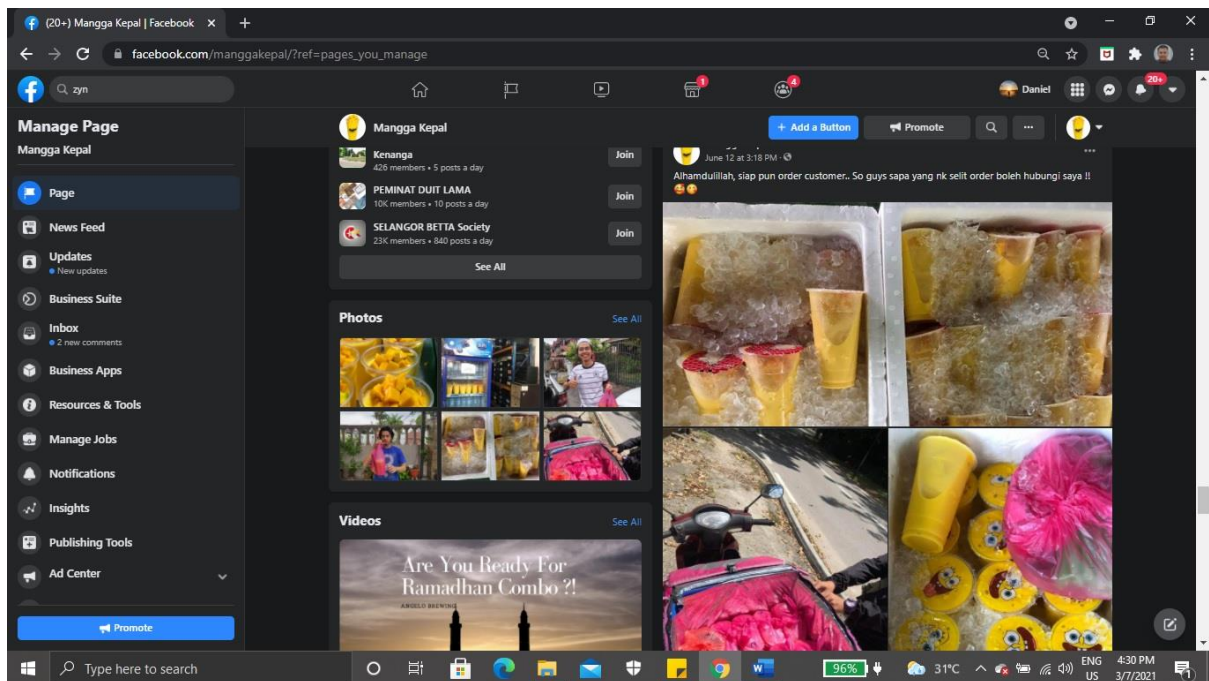 (20+) Mangga Kepal | Facebook
facebook.com/manggakepal/?ref=pages_you_manage
zyn
1
4
Daniel
20+
Manage Page
Mangga Kepal
Page
News Feed
Updates
New updates
Business Suite
Inbox
2 new comments
Business Apps
Resources & Tools
Manage Jobs
Notifications
Insights
Publishing Tools
Ad Center
Promote
Mangga Kepal
+ Add a Button
Promote
Kenanga
426 members • 5 posts a day
Join
PEMINAT DUIT LAMA
10K members • 10 posts a day
Join
SELANGOR BETTA Society
23K members • 840 posts a day
Join
See All
Photos
See All
Videos
See All
Are You Ready For
Ramadhan Combo ?!
ANGELO BREWING
June 12 at 3:18 PM
Alhamdulillah, siap pun order customer.. So guys sapa yang nk selit order boleh hubungi saya !!
Type here to search
96%
31°C
ENG
US
4:30 PM
3/7/2021
1